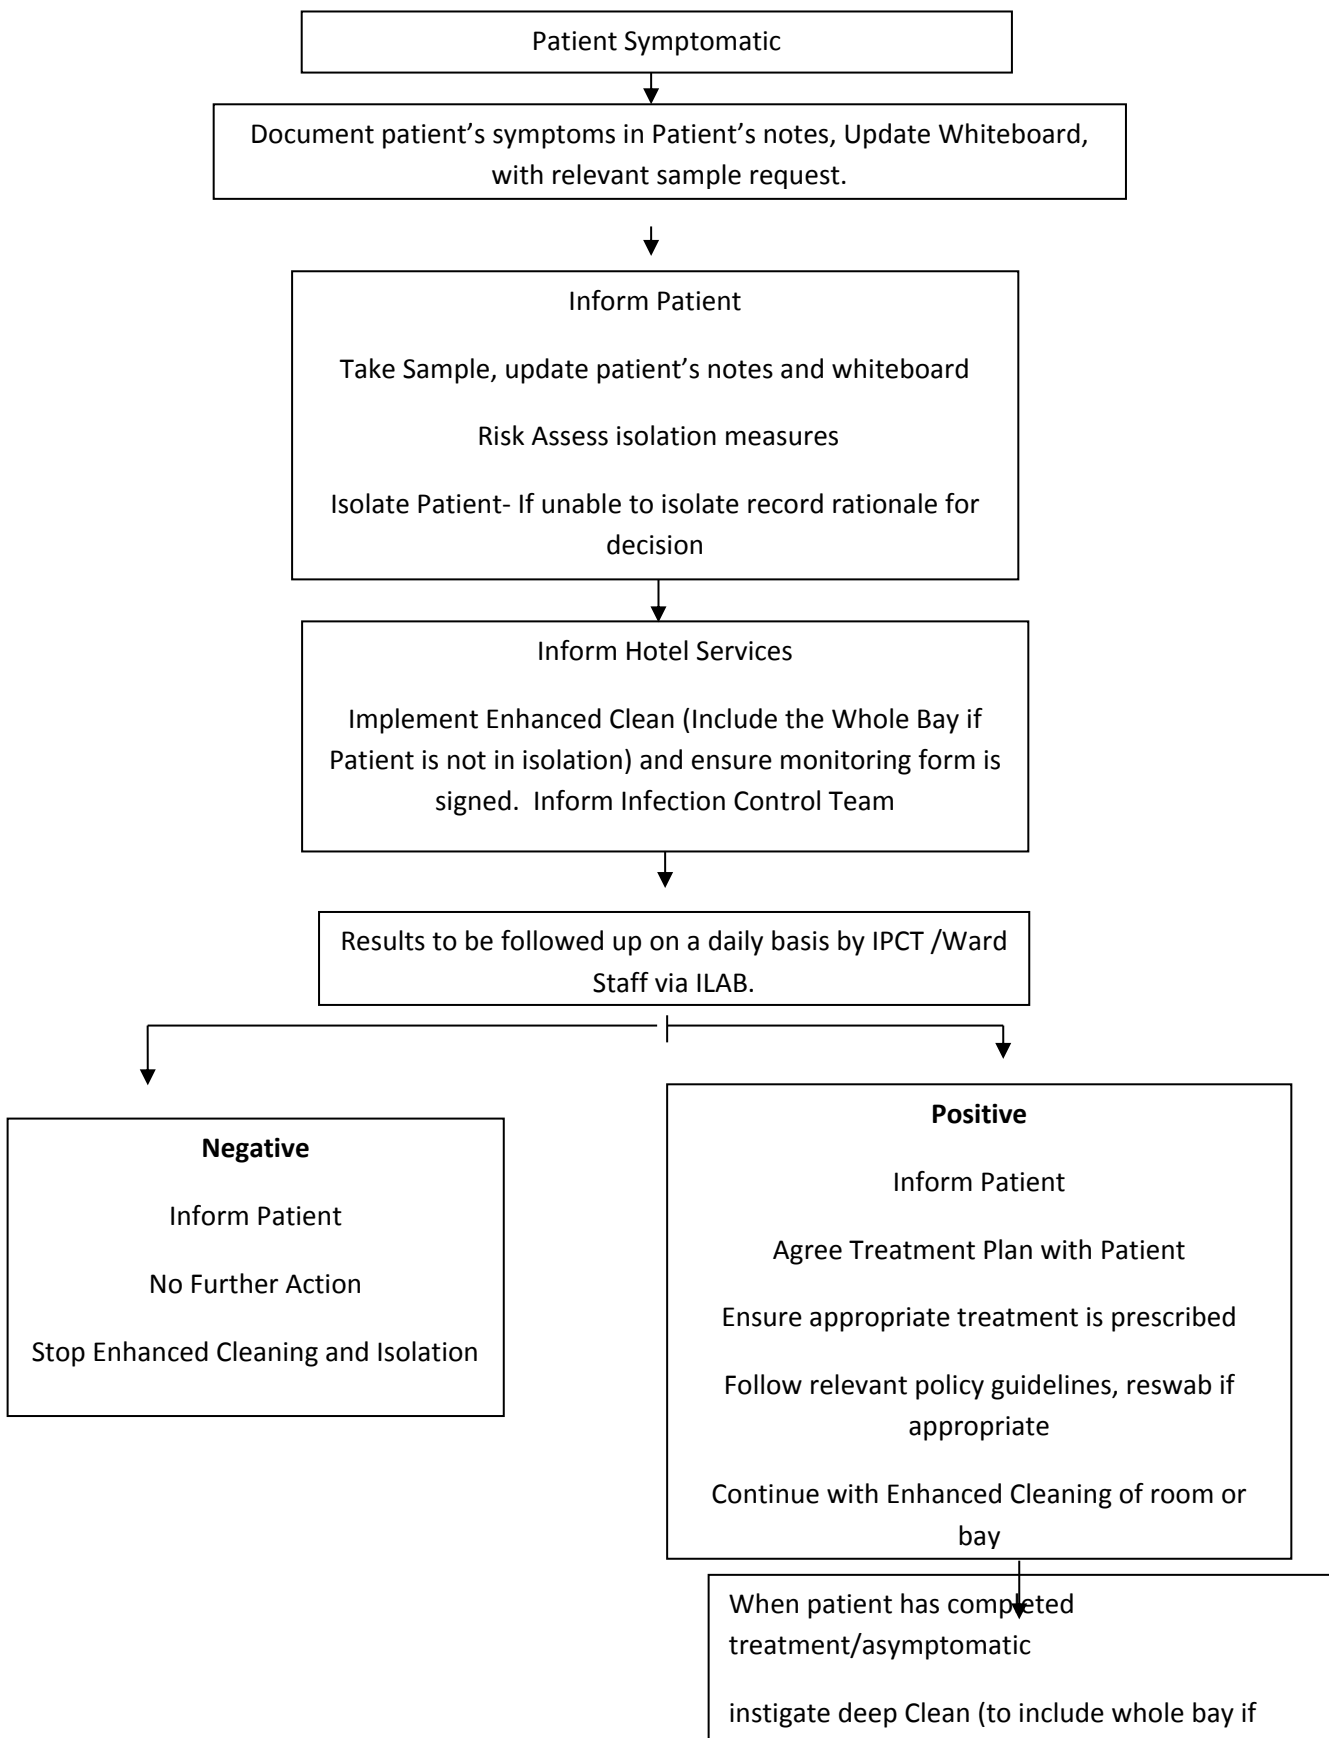 Patient Symptomatic
Document patient’s symptoms in Patient’s notes, Update Whiteboard,
with relevant sample request.
Inform Patient
Take Sample, update patient’s notes and whiteboard
Risk Assess isolation measures
Isolate Patient- If unable to isolate record rationale for
decision
Inform Hotel Services
Implement Enhanced Clean (Include the Whole Bay if
Patient is not in isolation) and ensure monitoring form is
signed.  Inform Infection Control Team
Results to be followed up on a daily basis by IPCT /Ward
Staff via ILAB.
Negative
Inform Patient
No Further Action
Stop Enhanced Cleaning and Isolation
Positive
Inform Patient
Agree Treatment Plan with Patient
Ensure appropriate treatment is prescribed
Follow relevant policy guidelines, reswab if
appropriate
Continue with Enhanced Cleaning of room or
bay
When patient has completed
treatment/asymptomatic
instigate deep Clean (to include whole bay if